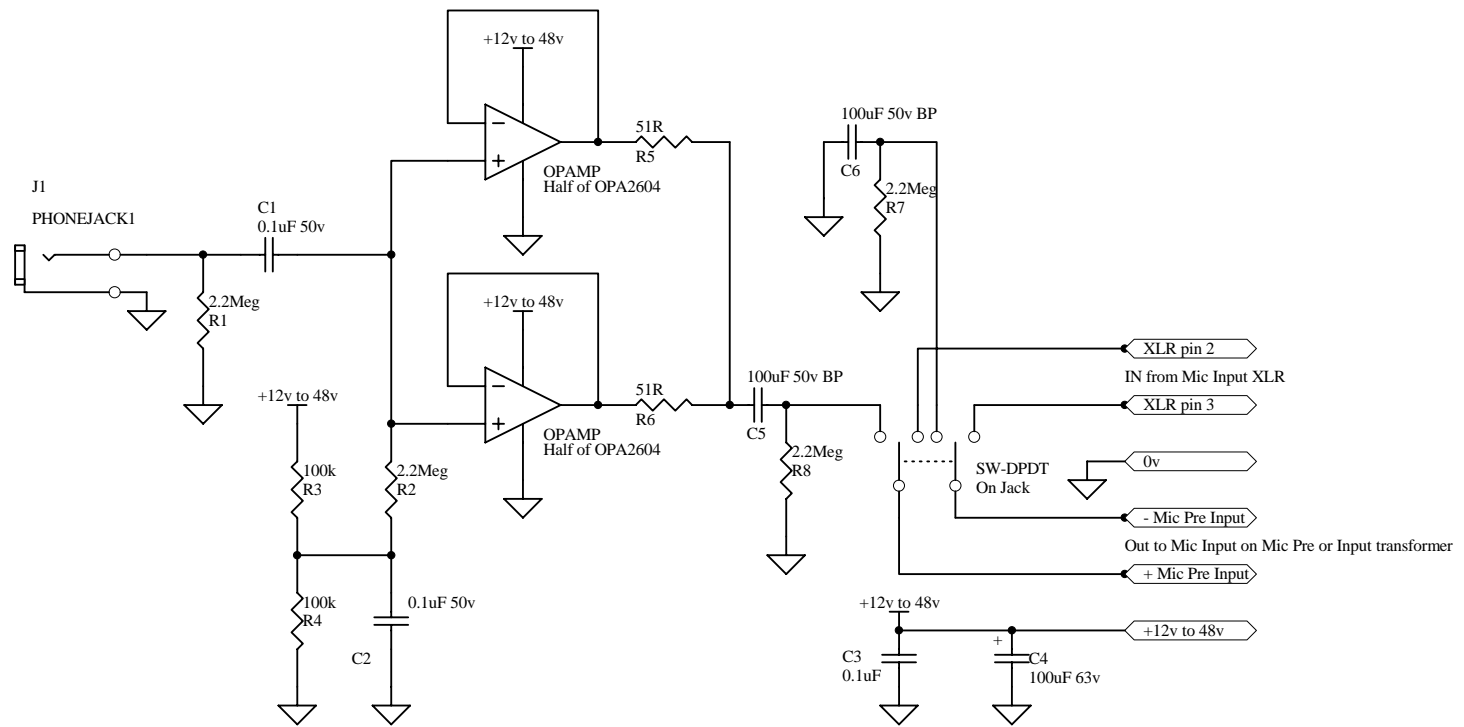 +12v to 48v
OPAMP
Half of OPA2604
51R
R5
J1
PHONEJACK1
C1
0.1uF 50v
2.2Meg
R1
+12v to 48v
OPAMP
Half of OPA2604
51R
R6
+12v to 48v
100k
R3
2.2Meg
R2
100k
R4
0.1uF 50v
C2
100uF 50v BP
C6
2.2Meg
R7
100uF 50v BP
C5
2.2Meg
R8
SW-DPDT
On Jack
XLR pin 2
IN from Mic Input XLR
XLR pin 3
0v
- Mic Pre Input
Out to Mic Input on Mic Pre or Input transformer
+ Mic Pre Input
+12v to 48v
+12v to 48v
C3
0.1uF
+
C4
100uF 63v